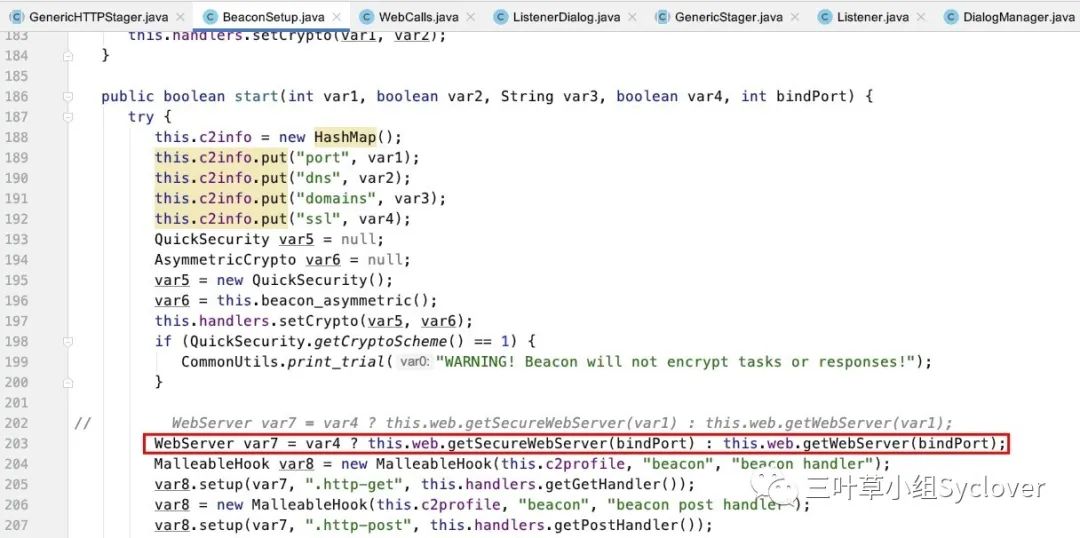 GenericHTTPStager.java BeaconSetup.java WebCalls.java ListenerDialog.java GenericStager.java Listener.java DialogManager.java
183 this.handlers.setCrypto(var1, var2);
184 }
185
186 public boolean start(int var1, boolean var2, String var3, boolean var4, int bindPort) {
187 try {
188 this.c2info = new HashMap();
189 this.c2info.put("port", var1);
190 this.c2info.put("dns", var2);
191 this.c2info.put("domains", var3);
192 this.c2info.put("ssl", var4);
193 QuickSecurity var5 = null;
194 AsymmetricCrypto var6 = null;
195 var5 = new QuickSecurity();
196 var6 = this.beacon_asymmetric();
197 this.handlers.setCrypto(var5, var6);
198 if (QuickSecurity.getCryptoScheme() == 1) {
199 CommonUtils.print_trial( var0: "WARNING! Beacon will not encrypt tasks or responses!");
200 }
201
202 // WebServer var7 = var4 ? this.web.getSecureWebServer(var1) : this.web.getWebServer(var1);
203 WebServer var7 = var4 ? this.web.getSecureWebServer(bindPort) : this.web.getWebServer(bindPort);
204 MalleableHook var8 = new MalleableHook(this.c2profile, "beacon", "beacon handler");
205 var8.setup(var7, ".http-get", this.handlers.getGetHandler());
206 var8 = new MalleableHook(this.c2profile, "beacon", "beacon post handler");
207 var8.setup(var7, ".http-post", this.handlers.getPostHandler());
三叶草小组Syclover